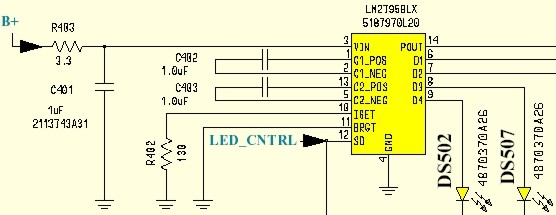 LM27958LX
5187970L20
B+
R403
3.3
C401
1uF
2113743A31
C402
1.0uF
C403
1.0uF
R402
130
LED_CNTRL
3 VIN POUT 14
1 C1_POS D1 6
2 C1_NEG D2 7
13 C2_POS D3 8
5 C2_NEG D4 9
10 ISET
11 BRGT
12 SD
4 GND
DS502
4870370A26
DS507
4870370A26